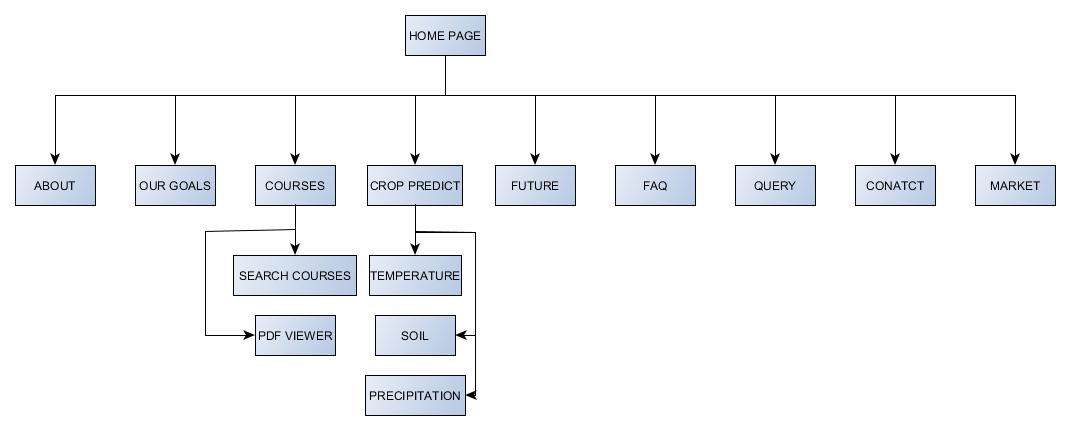 HOME PAGE
ABOUT
OUR GOALS
COURSES
CROP PREDICT
FUTURE
FAQ
QUERY
CONATCT
MARKET
SEARCH COURSES
TEMPERATURE
PDF VIEWER
SOIL
PRECIPITATION